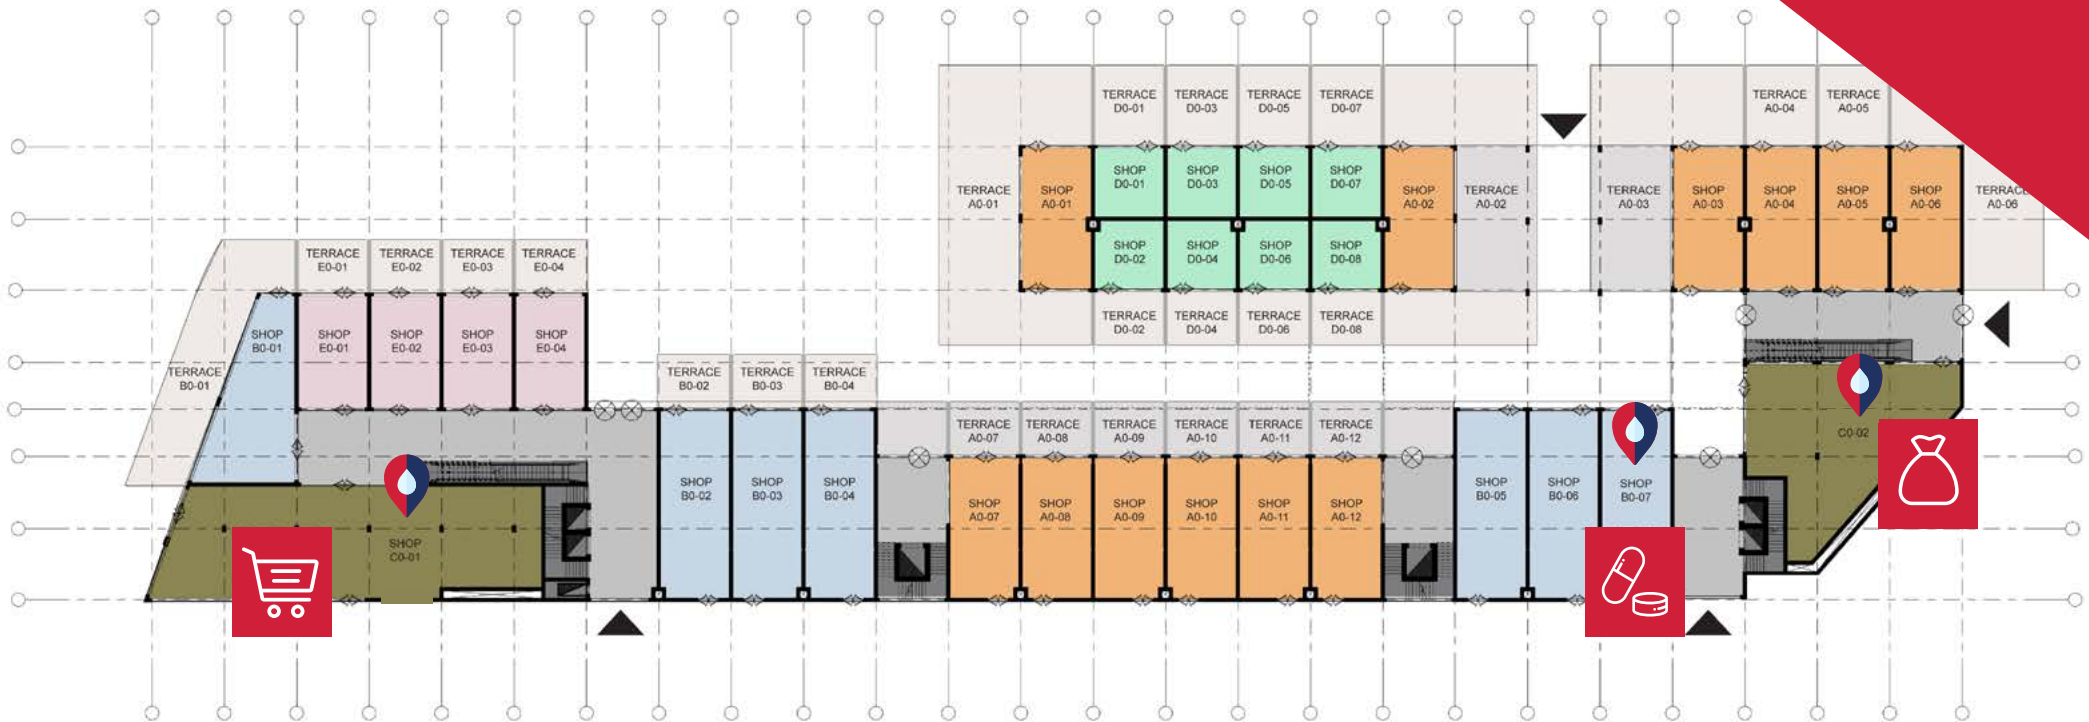 TERRACE
D0-01
TERRACE
D0-03
TERRACE
D0-05
TERRACE
D0-07
TERRACE
A0-04
TERRACE
A0-05
TERRACE
A0-01
SHOP
A0-01
SHOP
D0-01
SHOP
D0-03
SHOP
D0-05
SHOP
D0-07
SHOP
A0-02
TERRACE
A0-02
TERRACE
A0-03
SHOP
A0-03
SHOP
A0-04
SHOP
A0-05
SHOP
A0-06
TERRACE
A0-06
SHOP
D0-02
SHOP
D0-04
SHOP
D0-06
SHOP
D0-08
TERRACE
E0-01
TERRACE
E0-02
TERRACE
E0-03
TERRACE
E0-04
TERRACE
D0-02
TERRACE
D0-04
TERRACE
D0-06
TERRACE
D0-08
SHOP
B0-01
SHOP
E0-01
SHOP
E0-02
SHOP
E0-03
SHOP
E0-04
TERRACE
B0-01
TERRACE
B0-02
TERRACE
B0-03
TERRACE
B0-04
TERRACE
A0-07
TERRACE
A0-08
TERRACE
A0-09
TERRACE
A0-10
TERRACE
A0-11
TERRACE
A0-12
C0-02
SHOP
B0-02
SHOP
B0-03
SHOP
B0-04
SHOP
A0-07
SHOP
A0-08
SHOP
A0-09
SHOP
A0-10
SHOP
A0-11
SHOP
A0-12
SHOP
B0-05
SHOP
B0-06
SHOP
B0-07
SHOP
C0-01